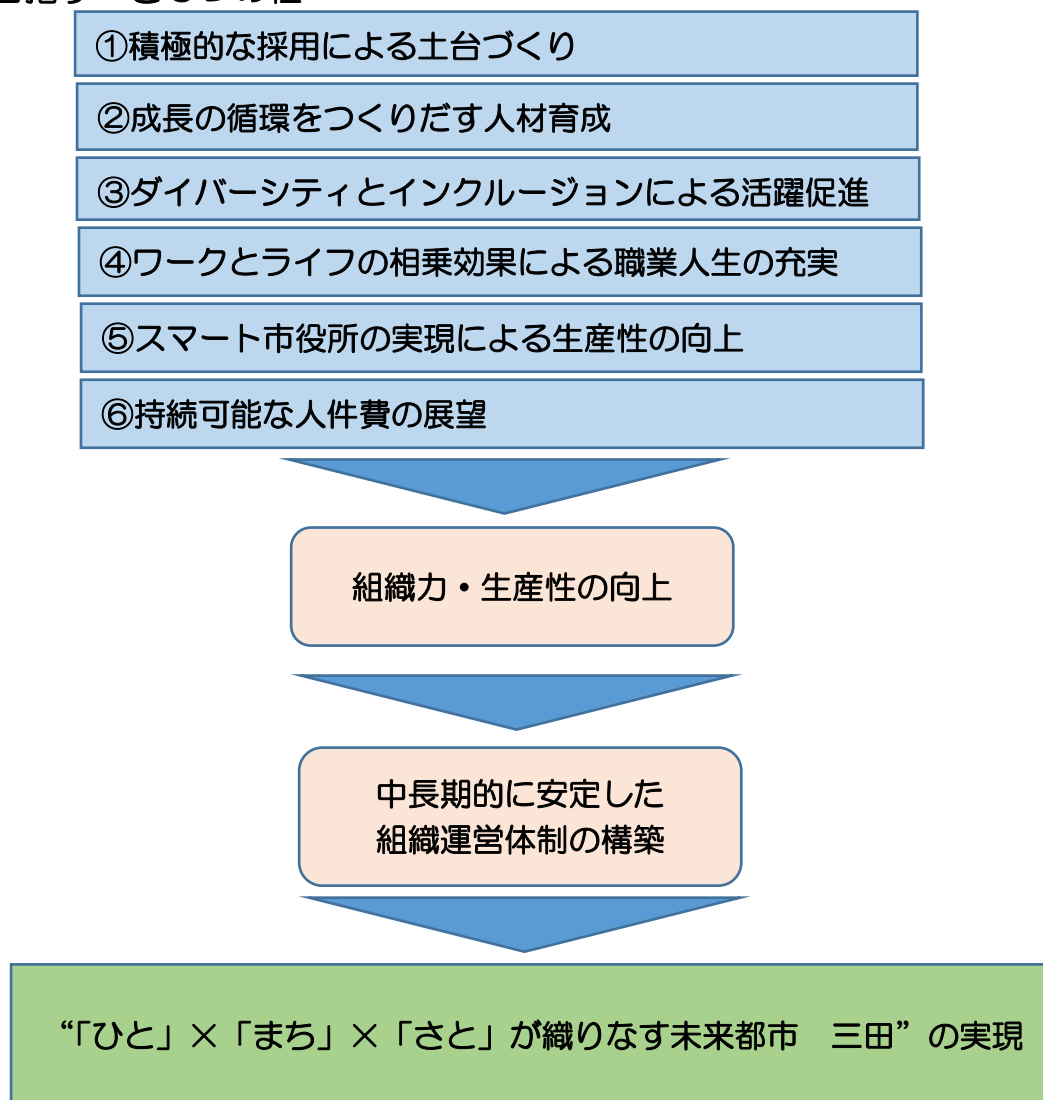 ①積極的な採用による土台づくり
②成長の循環をつくりだす人材育成
③ダイバーシティとインクルージョンによる活躍促進
④ワークとライフの相乗効果による職業人生の充実
⑤スマート市役所の実現による生産性の向上
⑥持続可能な人件費の展望
組織力・生産性の向上
中長期的に安定した
組織運営体制の構築
“「ひと」×「まち」×「さと」が織りなす未来都市　三田”の実現